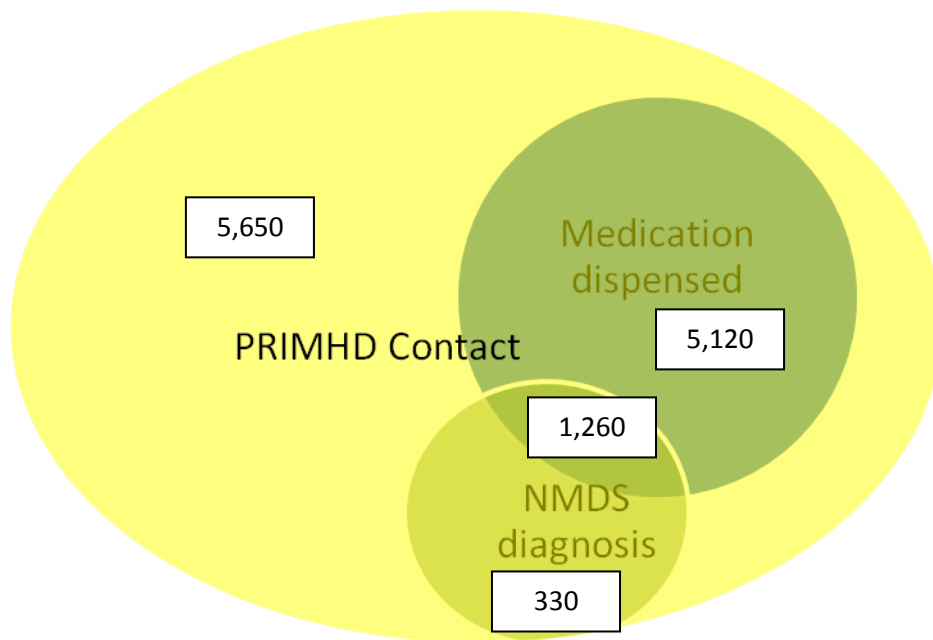 5,650
Medication
dispensed
5,120
PRIMHD Contact
1,260
NMDS
diagnosis
330